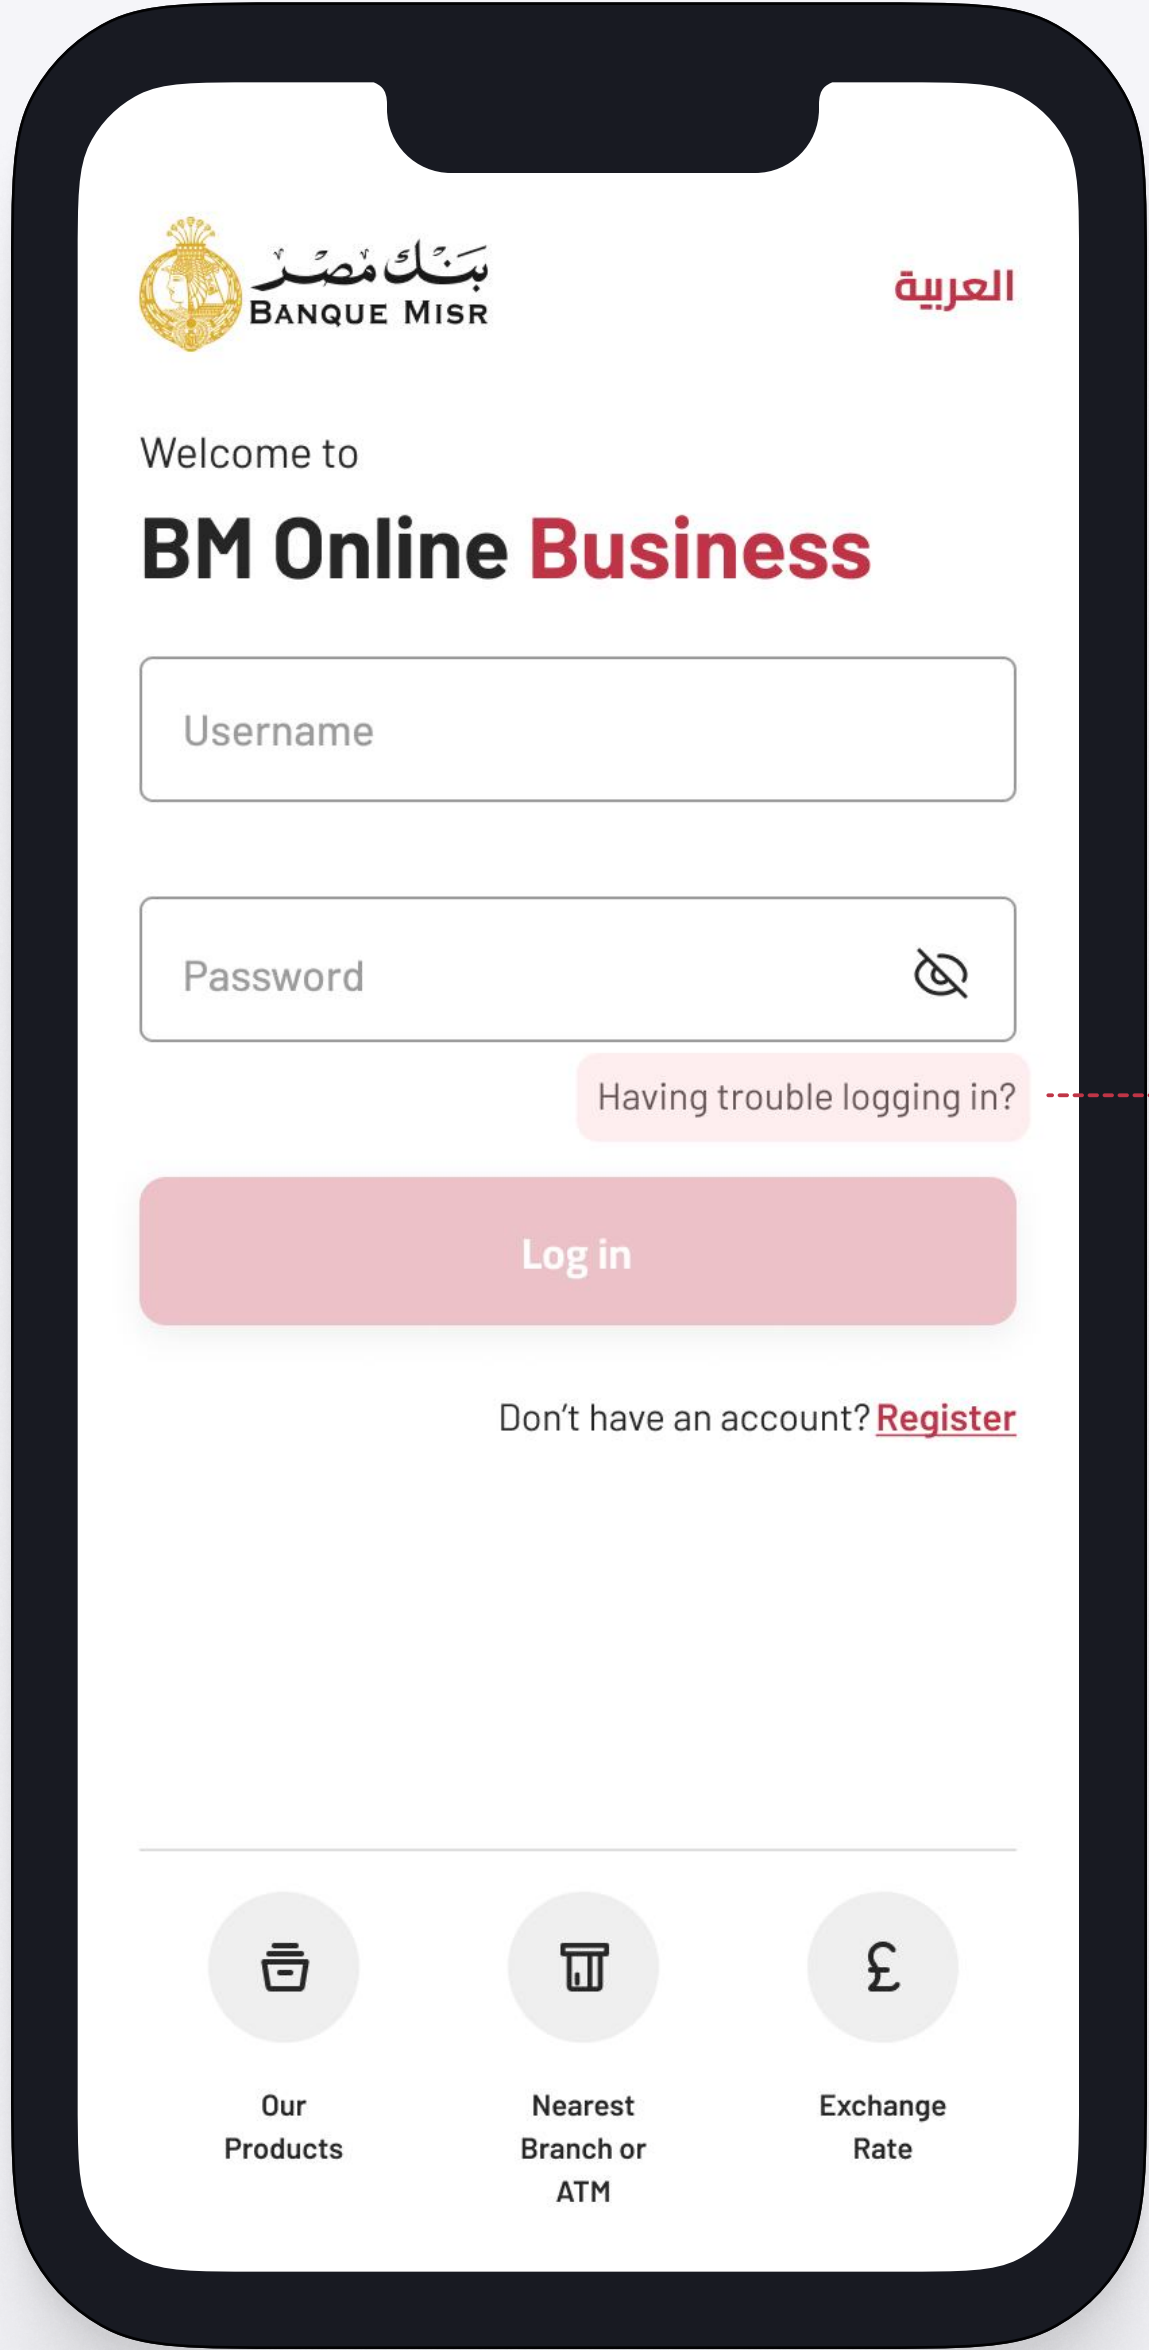 بنك مصر
BANQUE MISR
العربية
Welcome to
BM Online Business
Username
Password
Having trouble logging in?
Log in
Don't have an account? Register
Our
Products
Nearest
Branch or
ATM
Exchange
Rate